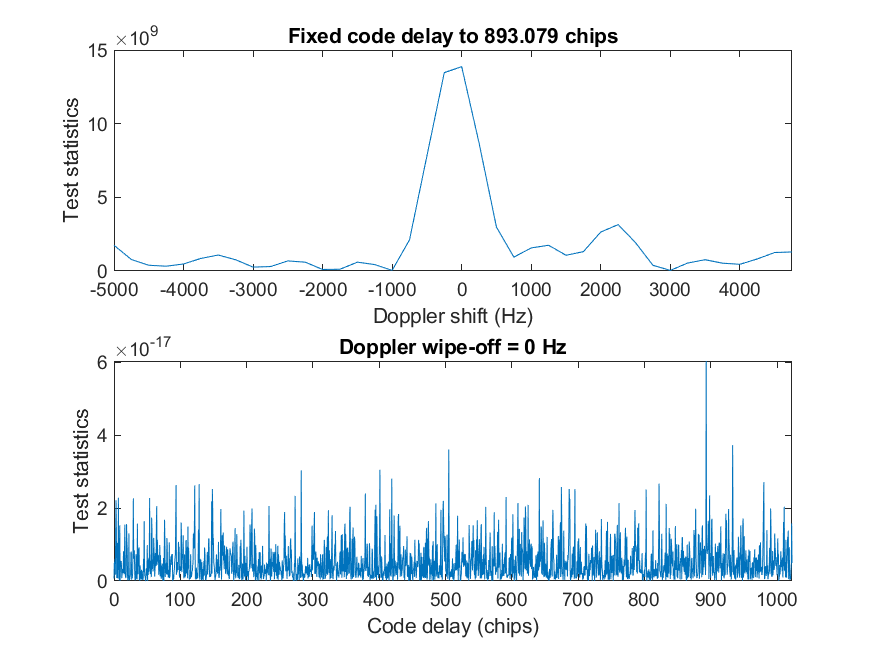 ×10⁹
Fixed code delay to 893.079 chips
15
10
5
0
Test statistics
-5000 -4000 -3000 -2000 -1000 0 1000 2000 3000 4000
Doppler shift (Hz)
×10⁻¹⁷
Doppler wipe-off = 0 Hz
6
4
2
0
Test statistics
0 100 200 300 400 500 600 700 800 900 1000
Code delay (chips)